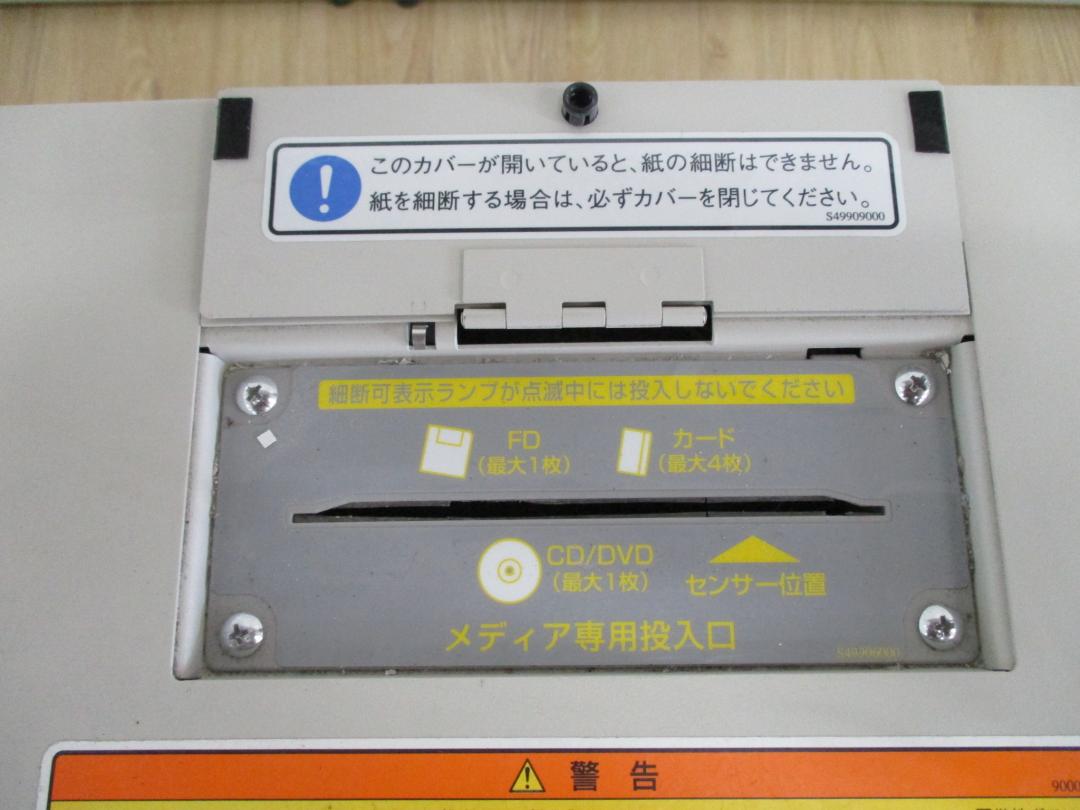 このカバーが開いていると、紙の細断はできません。
紙を細断する場合は、必ずカバーを閉じてください。
S49909000
細断可表示ランプが点滅中には投入しないでください
FD
(最大1枚)
カード
(最大4枚)
CD/DVD
(最大1枚)
センサー位置
メディア専用投入口
S49906000
警告
9000